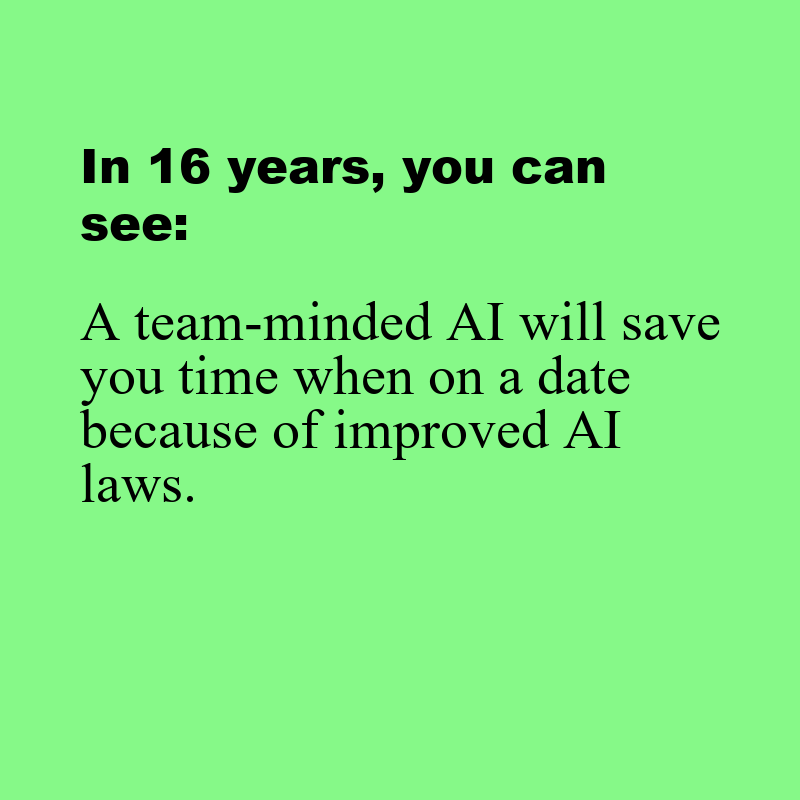 In 16 years, you can
see:
A team-minded AI will save
you time when on a date
because of improved AI
laws.